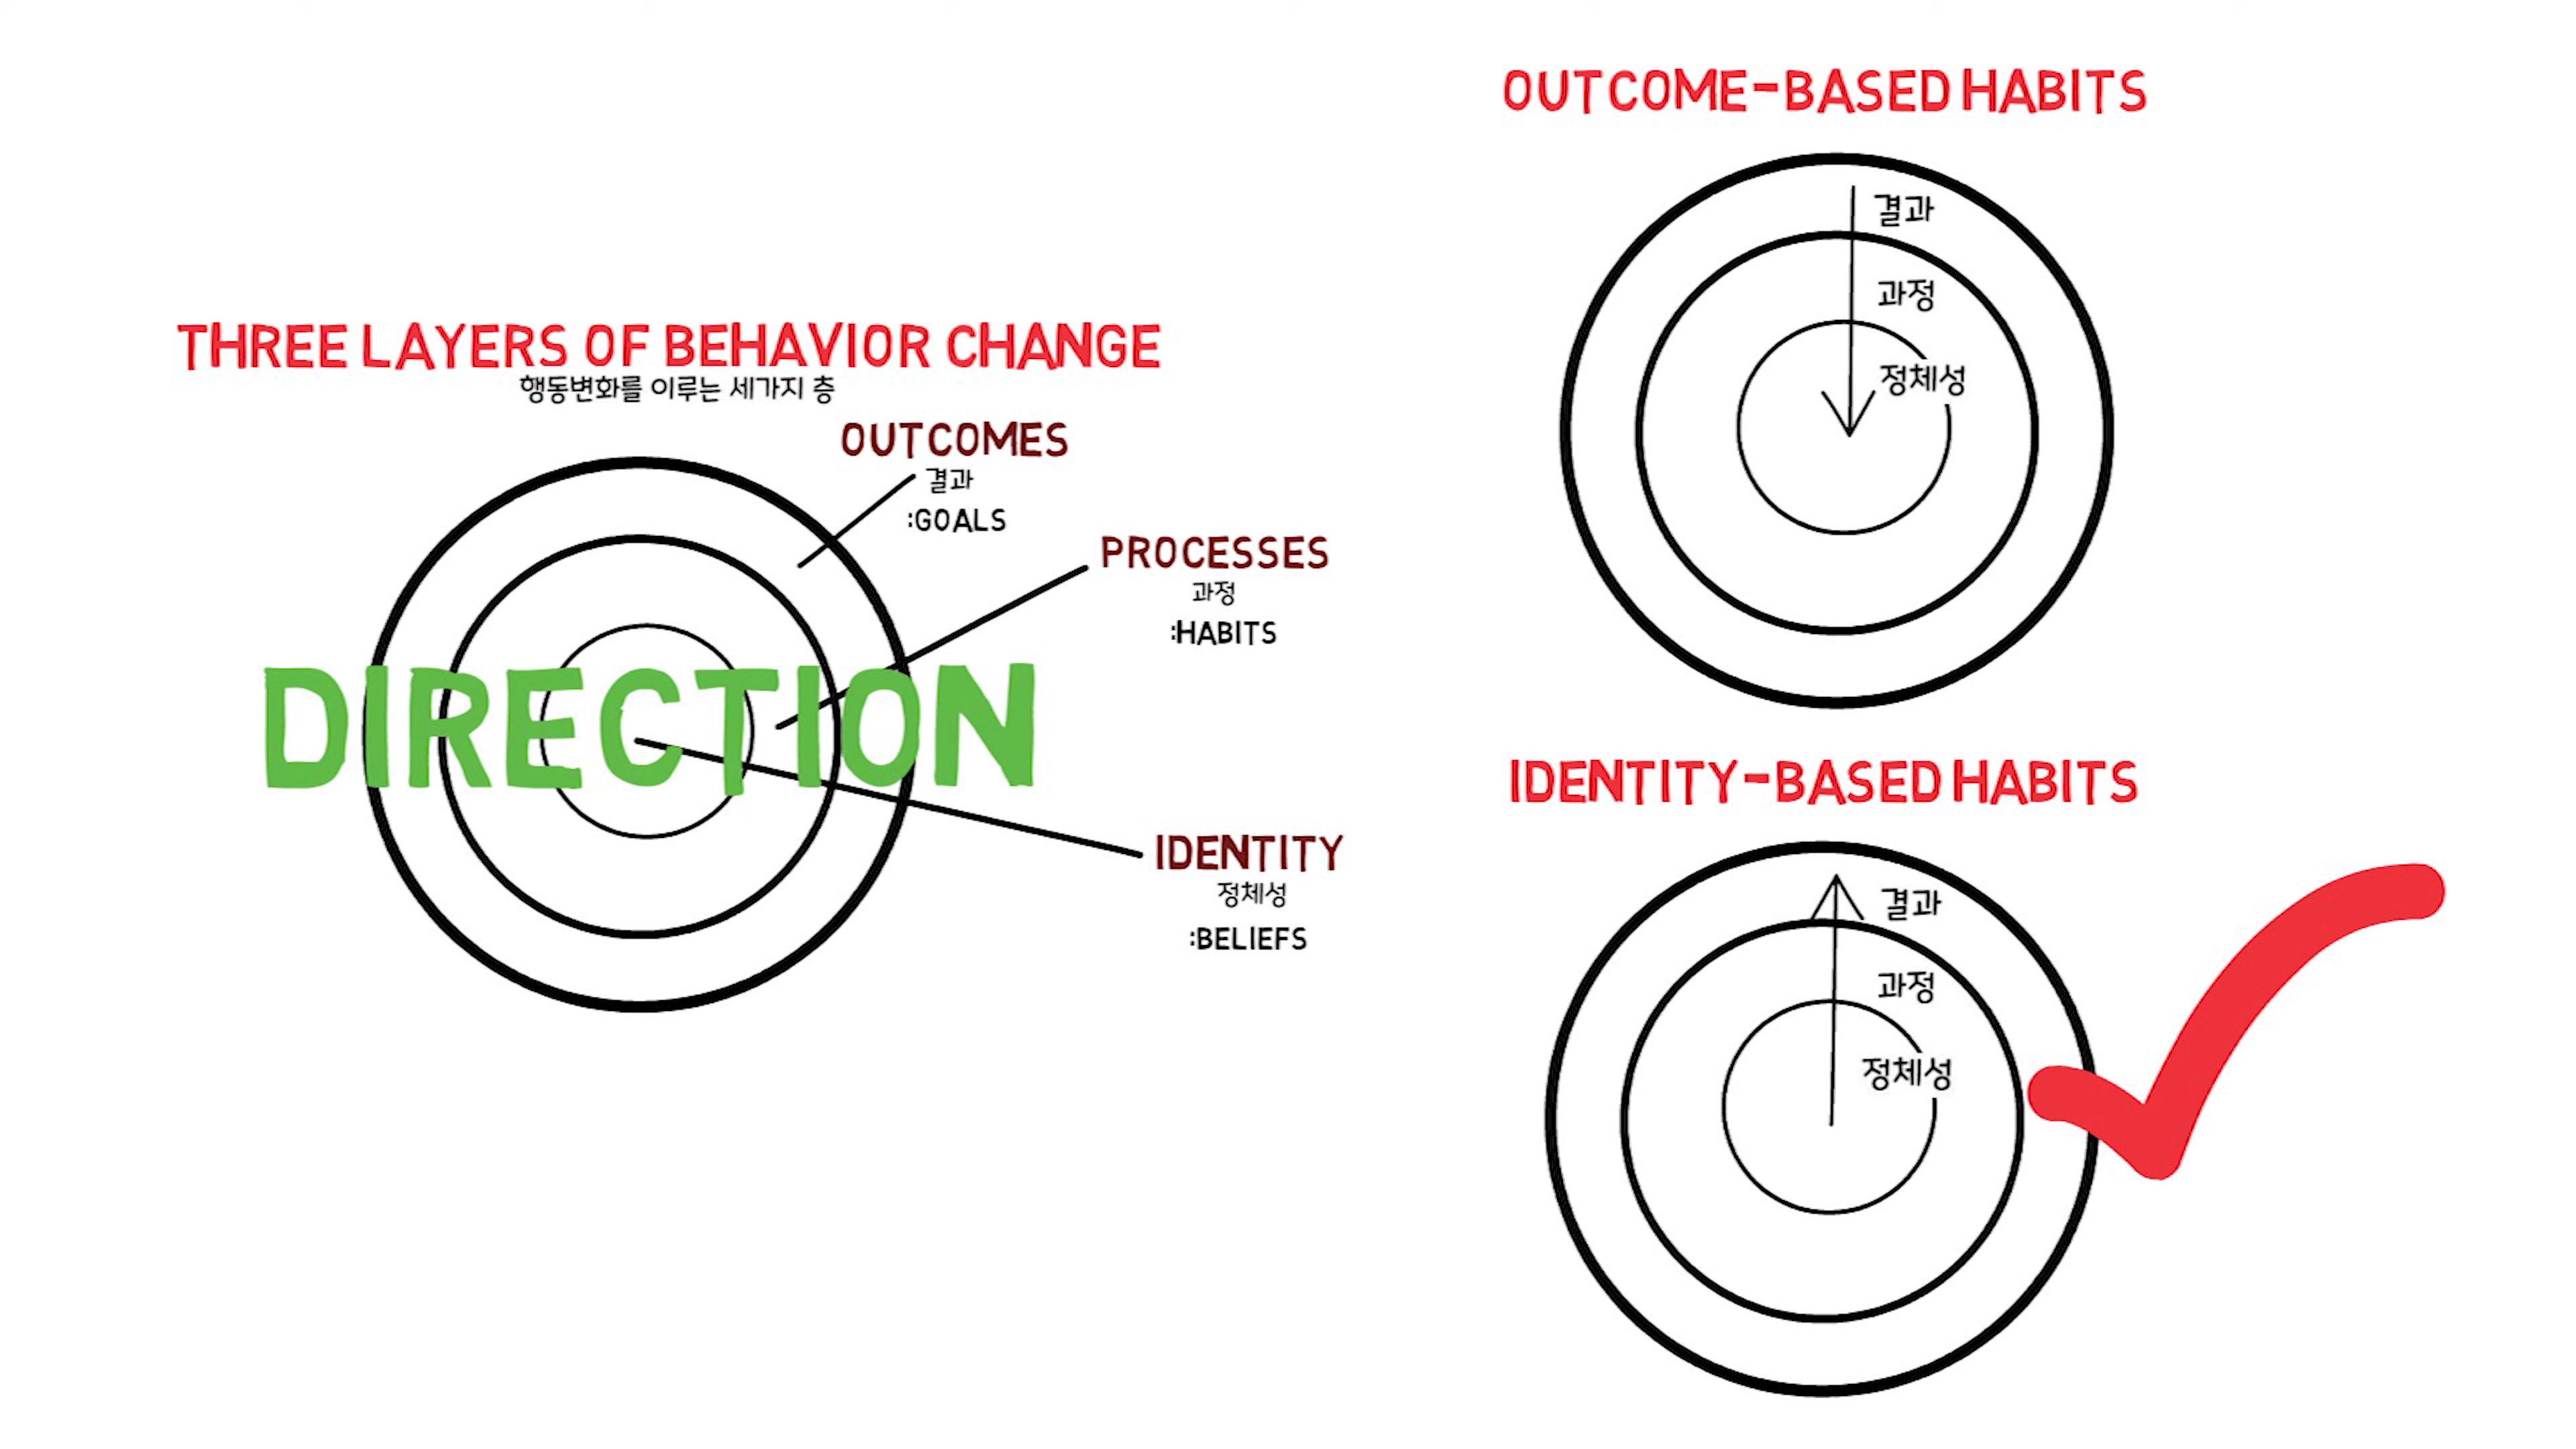 THREE LAYERS OF BEHAVIOR CHANGE
행동변화를 이루는 세가지 층
OUTCOMES
결과
:GOALS
PROCESSES
과정
:HABITS
DIRECTION
IDENTITY
정체성
:BELIEFS
OUTCOME-BASED HABITS
결과
과정
정체성
IDENTITY-BASED HABITS
결과
과정
정체성